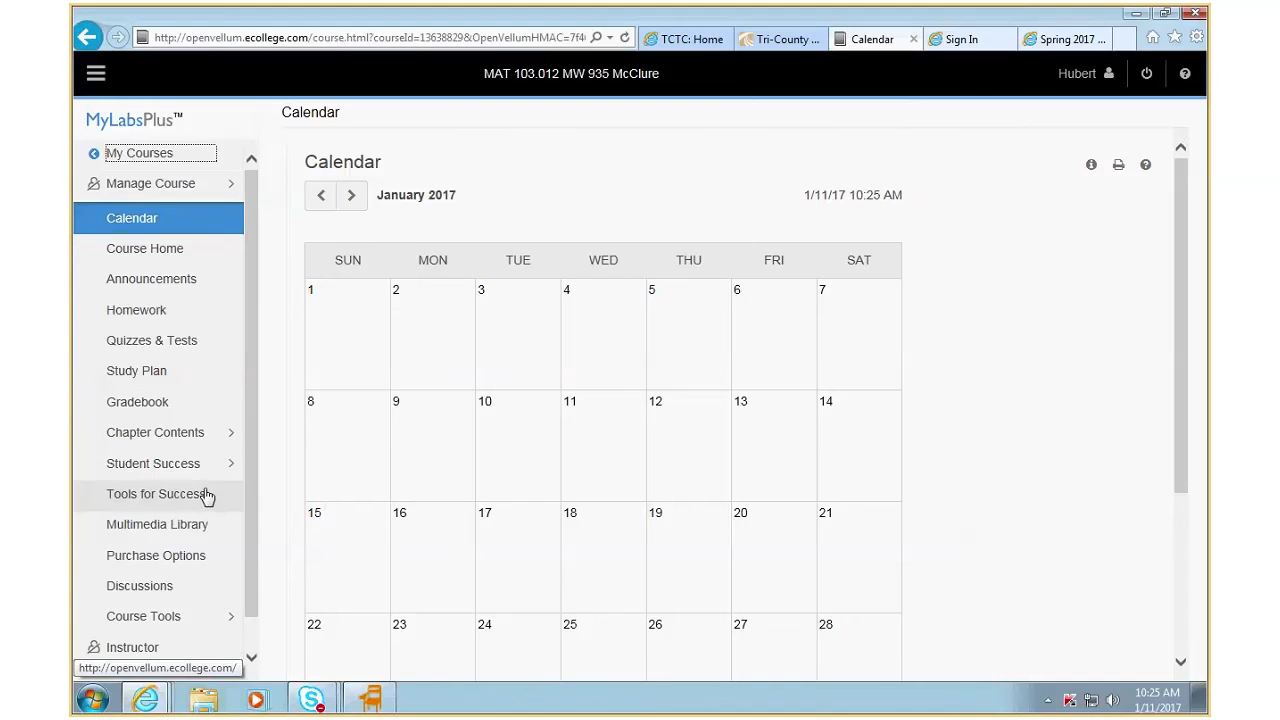 http://openvellum.ecollege.com/course.html?courseId=13638829&OpenVellumHMAC=7f4
TCTC: Home
Tri-County ...
Calendar
Sign In
Spring 2017 ...
MAT 103.012 MW 935 McClure
Hubert
MyLabsPlus™
My Courses
Manage Course
Calendar
Course Home
Announcements
Homework
Quizzes & Tests
Study Plan
Gradebook
Chapter Contents
Student Success
Tools for Success
Multimedia Library
Purchase Options
Discussions
Course Tools
Instructor
http://openvellum.ecollege.com/
Calendar
Calendar
January 2017
1/11/17 10:25 AM
SUN MON TUE WED THU FRI SAT
1 2 3 4 5 6 7
8 9 10 11 12 13 14
15 16 17 18 19 20 21
22 23 24 25 26 27 28
10:25 AM
1/11/2017